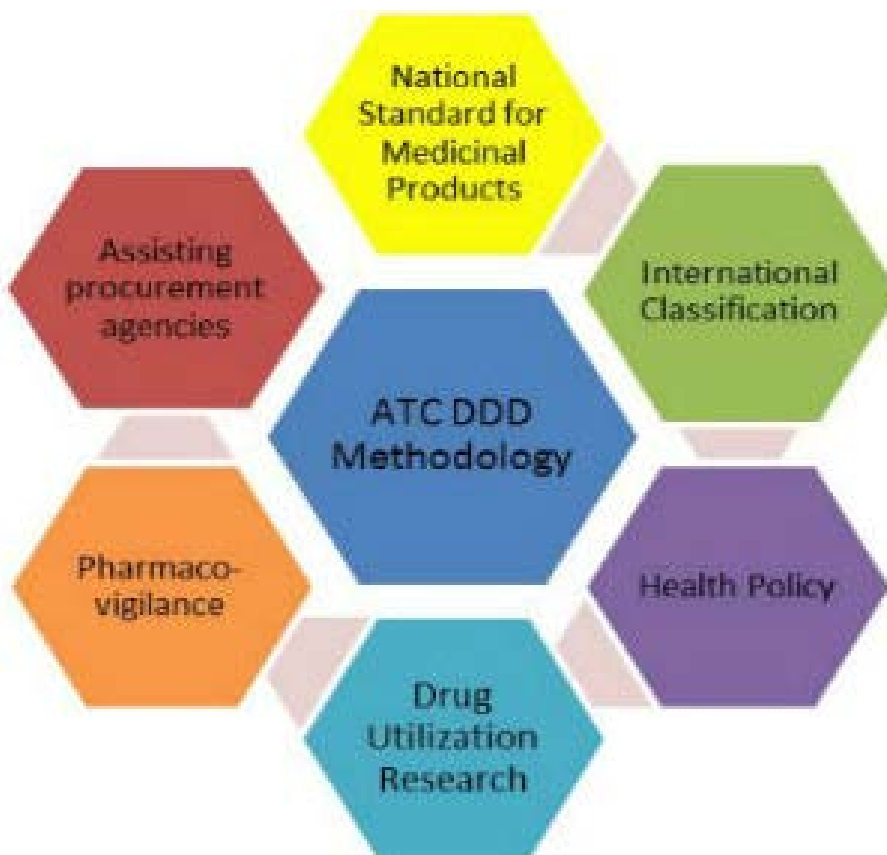 National
Standard for
Medicinal
Products
Assisting
procurement
agencies
International
Classification
ATC DDD
Methodology
Pharmaco-
vigilance
Health Policy
Drug
Utilization
Research